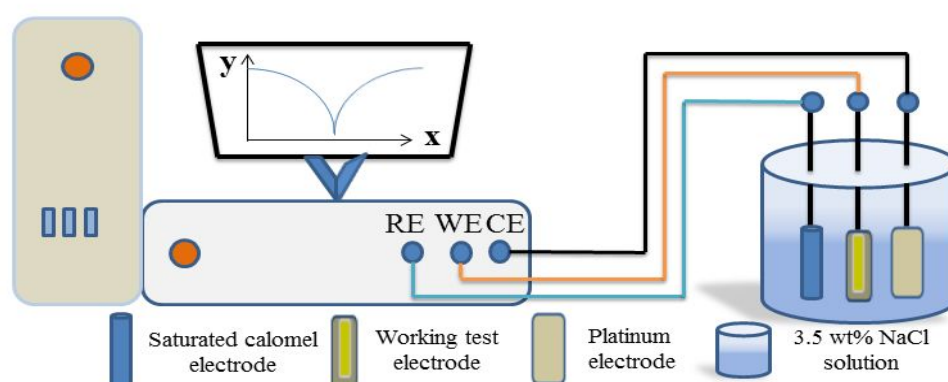 y
x
RE WE CE
Saturated calomel
electrode
Working test
electrode
Platinum
electrode
3.5 wt% NaCl
solution